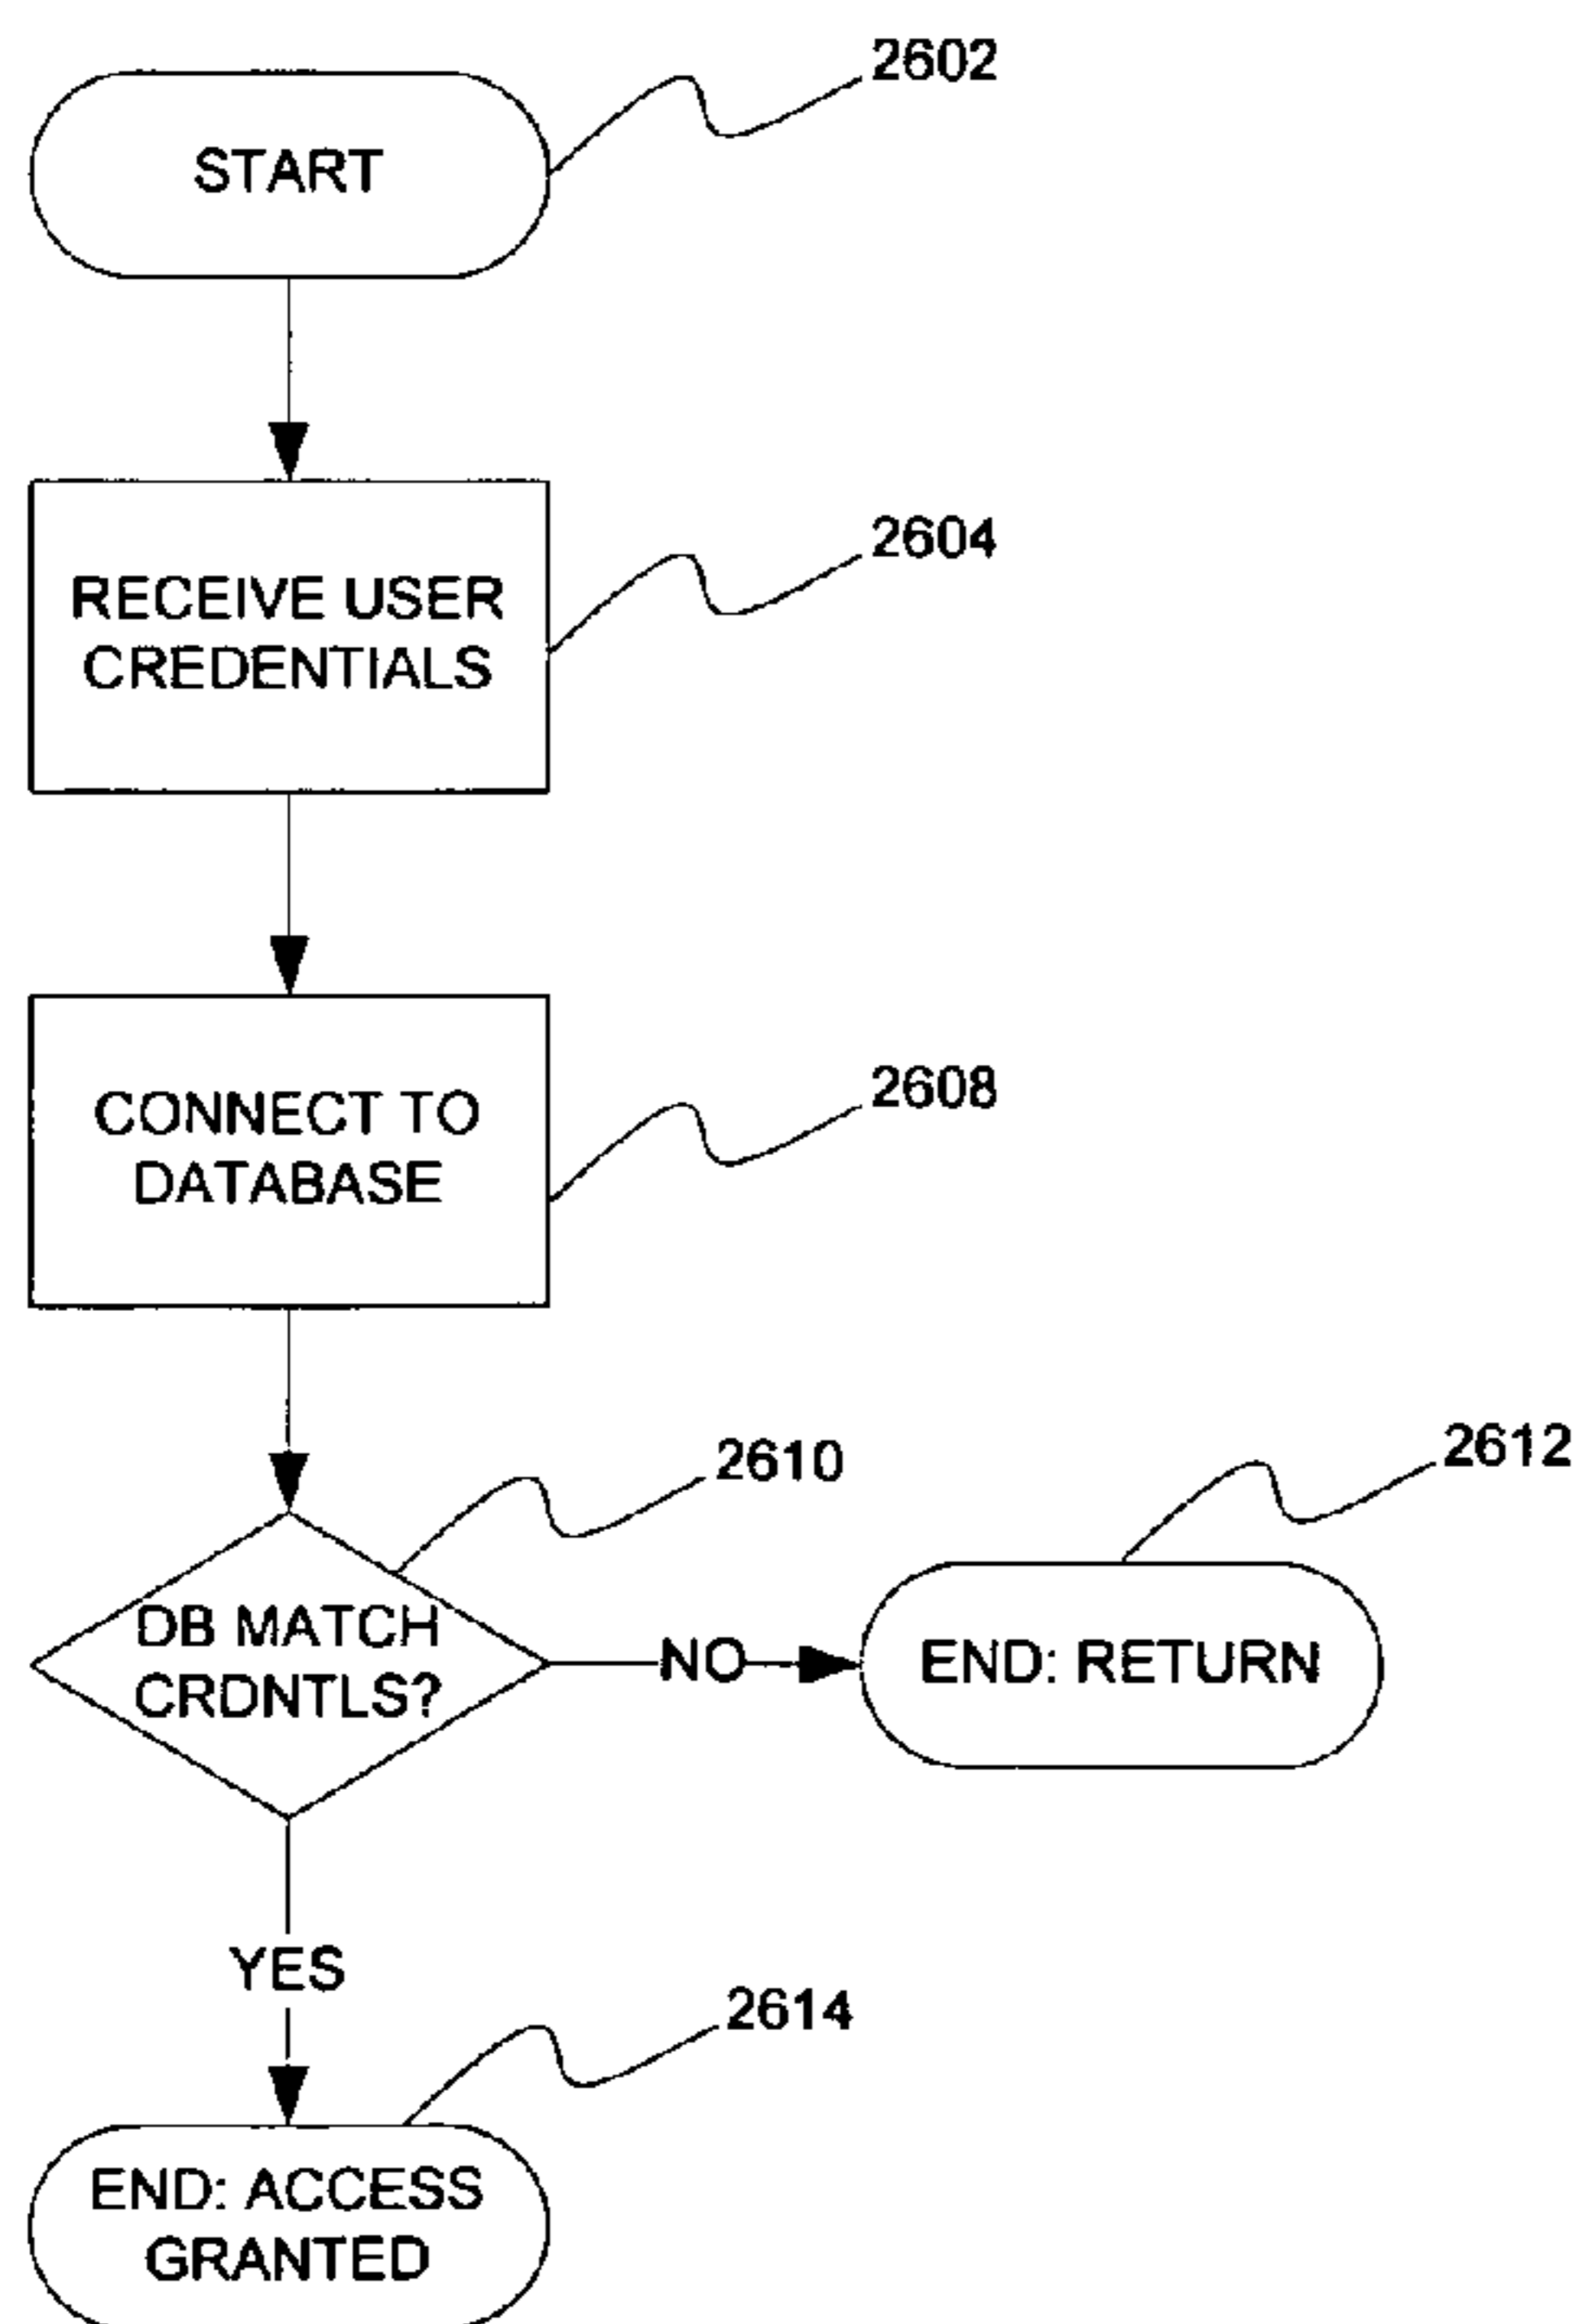 2602
START
2604
RECEIVE USER
CREDENTIALS
2608
CONNECT TO
DATABASE
2610
2612
DB MATCH
CRDNTLS?
NO
END: RETURN
YES
2614
END: ACCESS
GRANTED